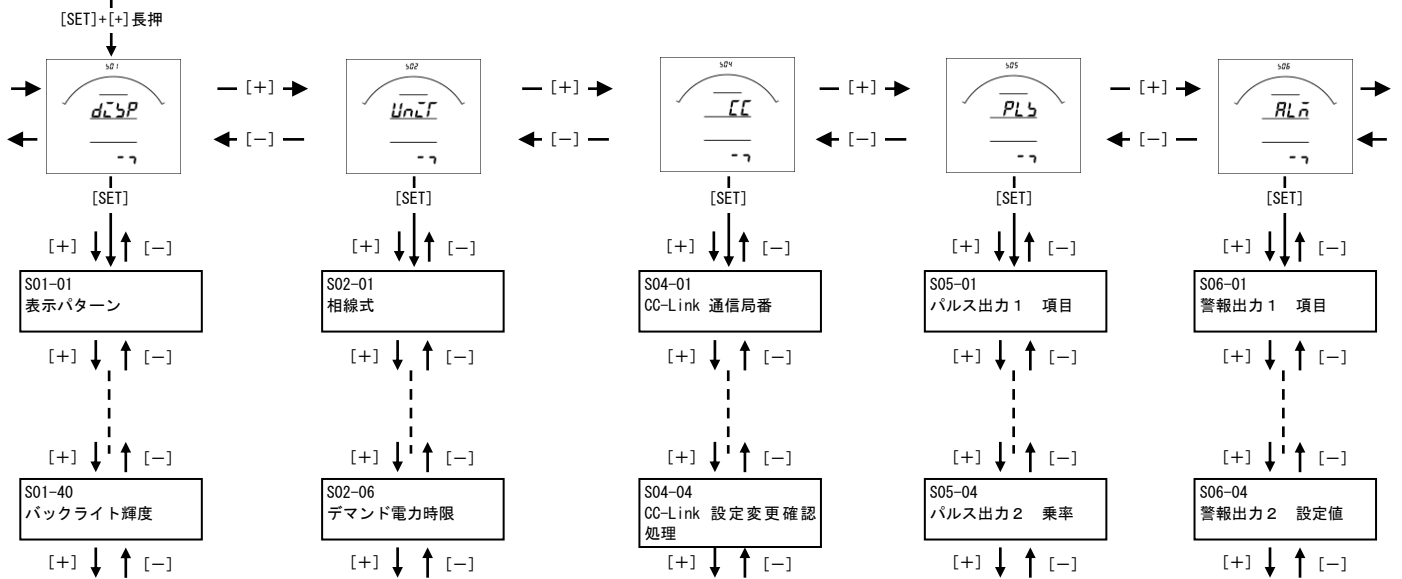 [SET]+[+]長押
S01
S02
S04
S05
S06
dISP
UnIT
CC
PLS
ALM
[+]
[+]
[+]
[+]
[−]
[−]
[−]
[−]
[SET]
[SET]
[SET]
[SET]
[SET]
[+] [−]
[+] [−]
[+] [−]
[+] [−]
[+] [−]
S01-01
表示パターン
S02-01
相線式
S04-01
CC-Link 通信局番
S05-01
パルス出力1 項目
S06-01
警報出力1 項目
[+] [−]
[+] [−]
[+] [−]
[+] [−]
[+] [−]
[+] [−]
[+] [−]
[+] [−]
[+] [−]
[+] [−]
S01-40
バックライト輝度
S02-06
デマンド電力時限
S04-04
CC-Link 設定変更確認
処理
S05-04
パルス出力2 乗率
S06-04
警報出力2 設定値
[+] [−]
[+] [−]
[+] [−]
[+] [−]
[+] [−]